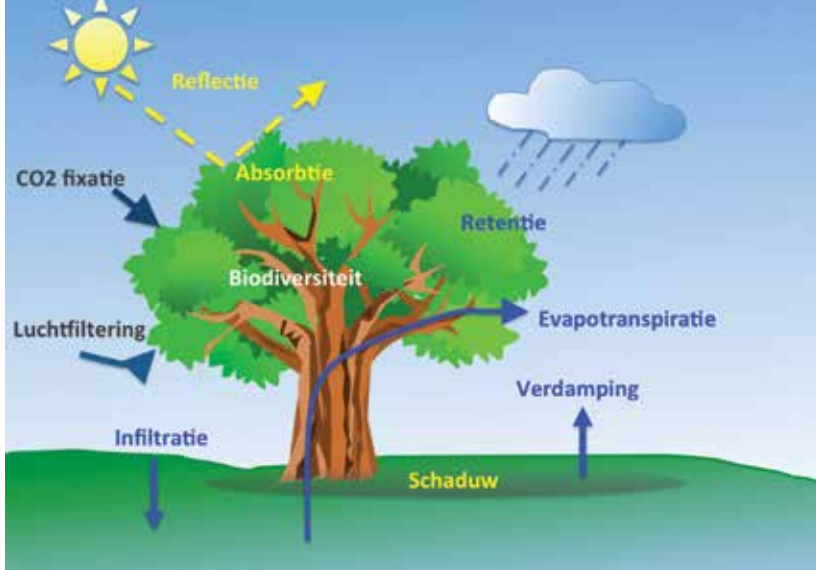 Reflectie
Absorbtie
CO2 fixatie
Retentie
Biodiversiteit
Luchtfiltering
Evapotranspiratie
Verdamping
Infiltratie
Schaduw